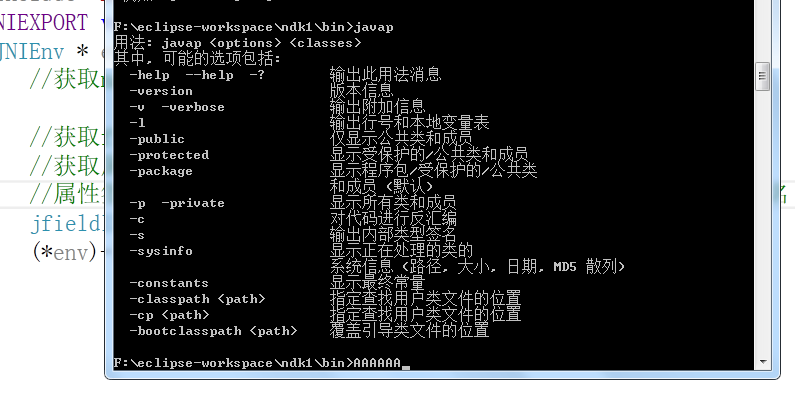 NIEXPORT
JNIEnv *
//获取
//获取
//获取
//属性
jfield
(*env)-
F:\eclipse-workspace\ndk1\bin>javap
用法: javap <options> <classes>
其中, 可能的选项包括:
-help --help -? 输出此用法消息
-version 版本信息
-v -verbose 输出附加信息
-l 输出行号和本地变量表
-public 仅显示公共类和成员
-protected 显示受保护的/公共类和成员
-package 显示程序包/受保护的/公共类
和成员 (默认)
-p -private 显示所有类和成员
-c 对代码进行反汇编
-s 输出内部类型签名
-sysinfo 显示正在处理的类的
系统信息 (路径, 大小, 日期, MD5 散列)
-constants 显示最终常量
-classpath <path> 指定查找用户类文件的位置
-cp <path> 指定查找用户类文件的位置
-bootclasspath <path> 覆盖引导类文件的位置
F:\eclipse-workspace\ndk1\bin>AAAAAA_